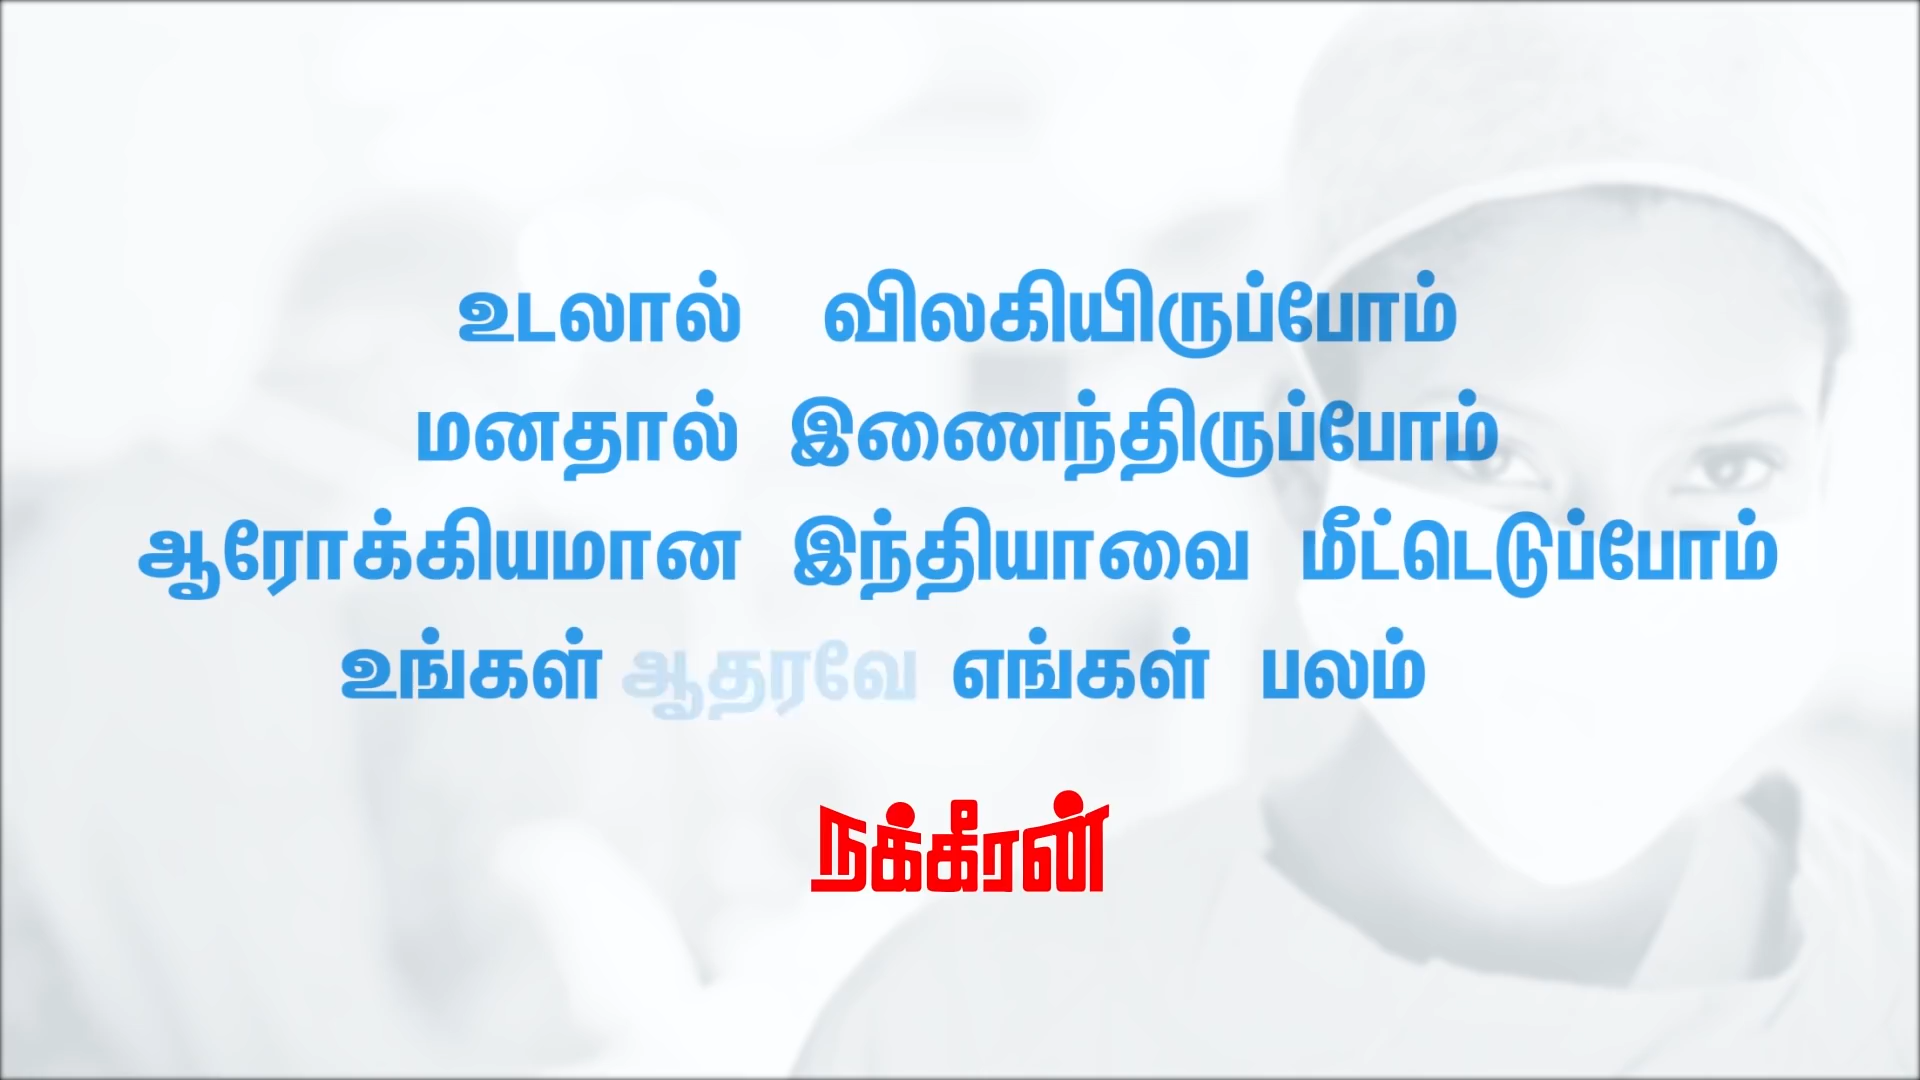 உடலால் விலகியிருப்போம்
மனதால் இணைந்திருப்போம்
ஆரோக்கியமான இந்தியாவை மீட்டெடுப்போம்
உங்கள் ஆதரவே எங்கள் பலம்
நக்கீரன்